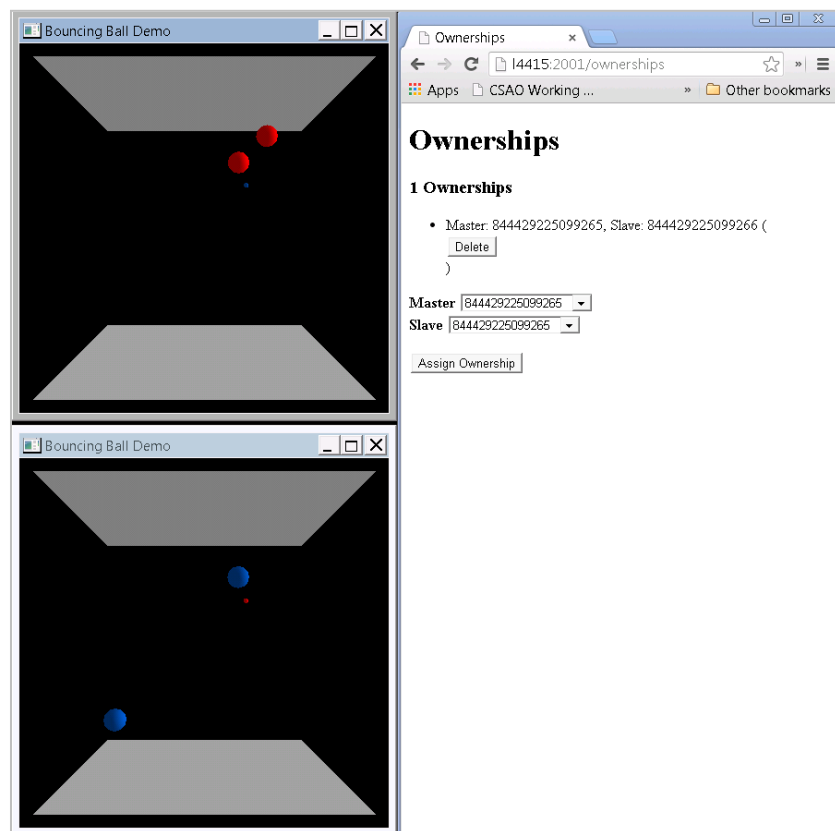 Bouncing Ball Demo
Bouncing Ball Demo
Ownerships
l4415:2001/ownerships
Apps CSAO Working ... » Other bookmarks
Ownerships
1 Ownerships
• Master: 844429225099265, Slave: 844429225099266 (
Delete
)
Master 844429225099265
Slave 844429225099265
Assign Ownership